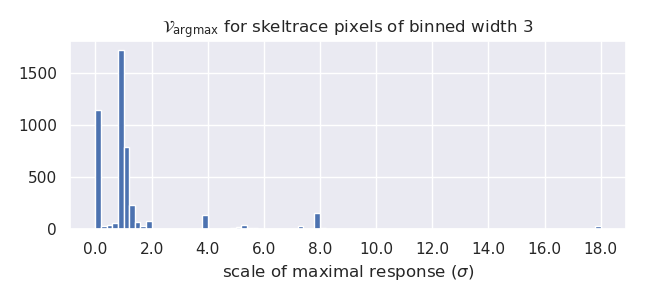 𝒱argmax for skeltrace pixels of binned width 3
1500
1000
500
0
0.0 2.0 4.0 6.0 8.0 10.0 12.0 14.0 16.0 18.0
scale of maximal response (σ)